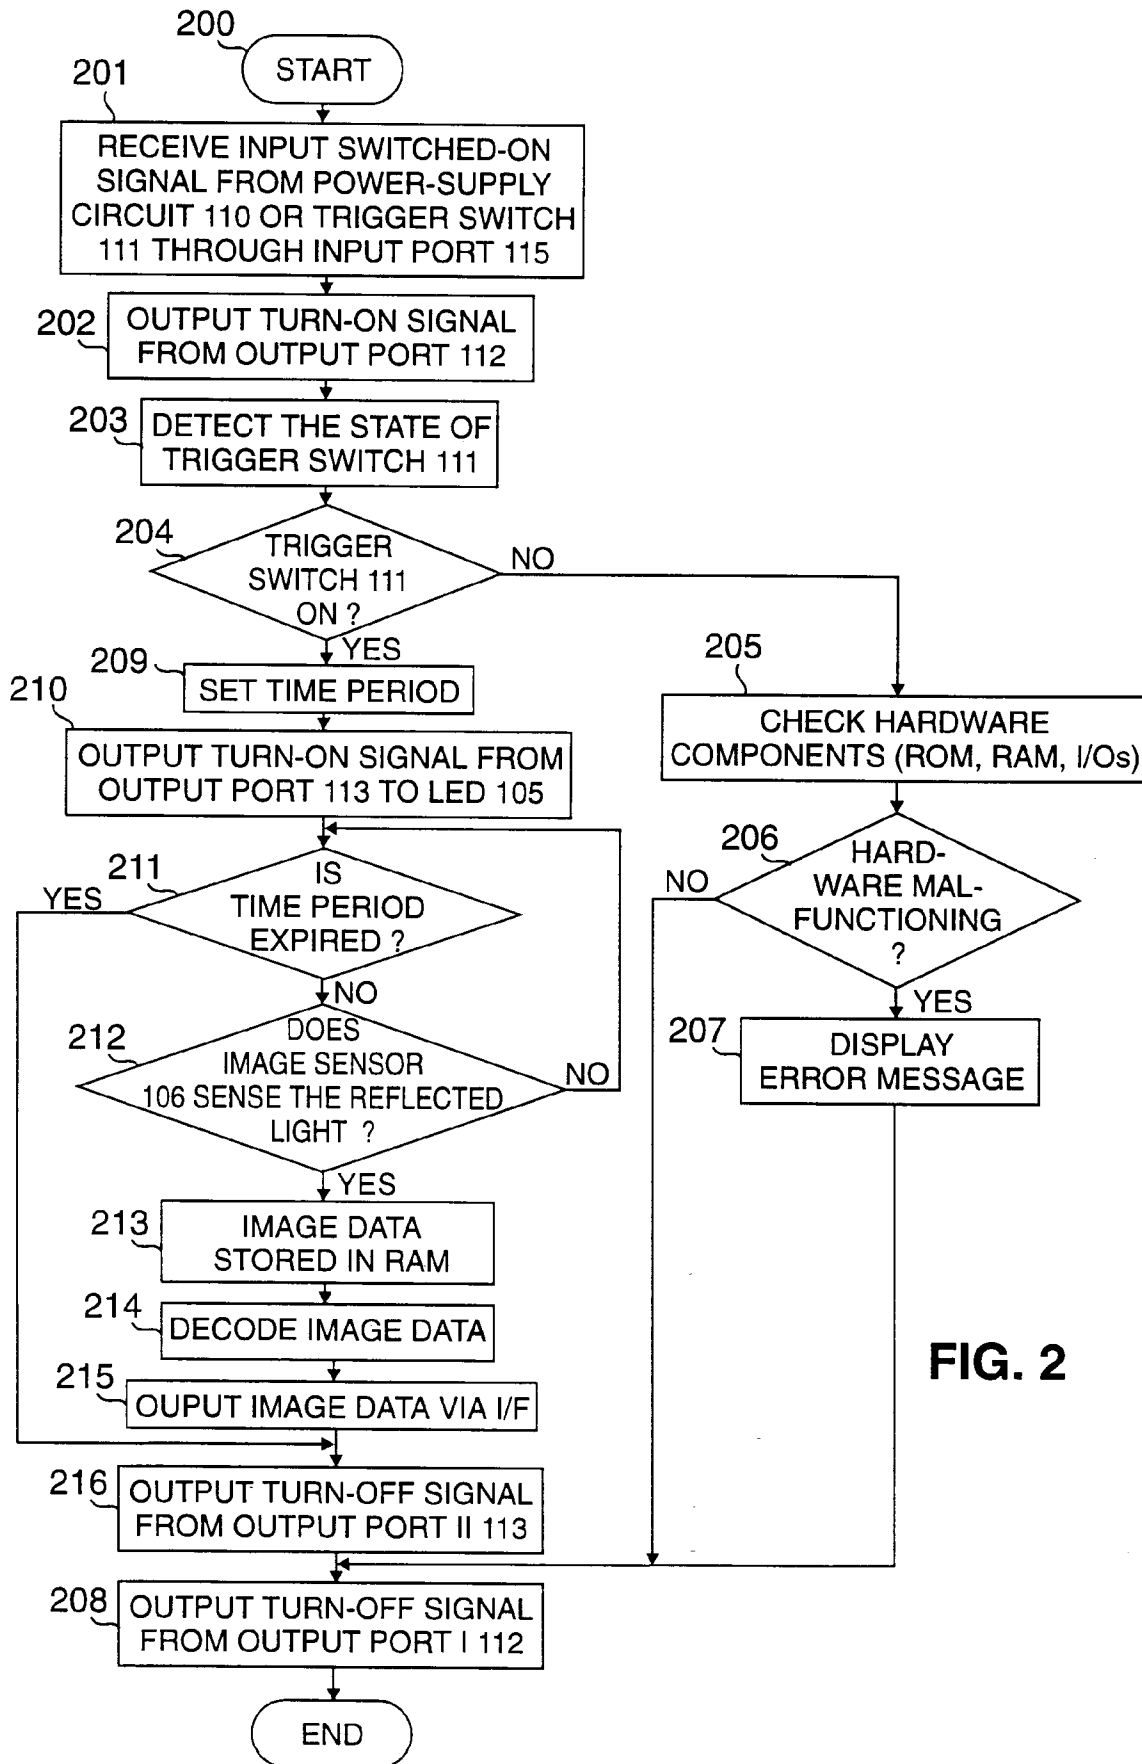 200
START
201
RECEIVE INPUT SWITCHED-ON
SIGNAL FROM POWER-SUPPLY
CIRCUIT 110 OR TRIGGER SWITCH
111 THROUGH INPUT PORT 115
202
OUTPUT TURN-ON SIGNAL
FROM OUTPUT PORT 112
203
DETECT THE STATE OF
TRIGGER SWITCH 111
204
TRIGGER
SWITCH 111
ON ?
NO
YES
209
SET TIME PERIOD
210
OUTPUT TURN-ON SIGNAL FROM
OUTPUT PORT 113 TO LED 105
211
IS
TIME PERIOD
EXPIRED ?
YES
NO
212
DOES
IMAGE SENSOR
106 SENSE THE REFLECTED
LIGHT ?
NO
YES
213
IMAGE DATA
STORED IN RAM
214
DECODE IMAGE DATA
215
OUPUT IMAGE DATA VIA I/F
216
OUTPUT TURN-OFF SIGNAL
FROM OUTPUT PORT II 113
205
CHECK HARDWARE
COMPONENTS (ROM, RAM, I/Os)
206
HARD-
WARE MAL-
FUNCTIONING
?
NO
YES
207
DISPLAY
ERROR MESSAGE
208
OUTPUT TURN-OFF SIGNAL
FROM OUTPUT PORT I 112
END
FIG. 2